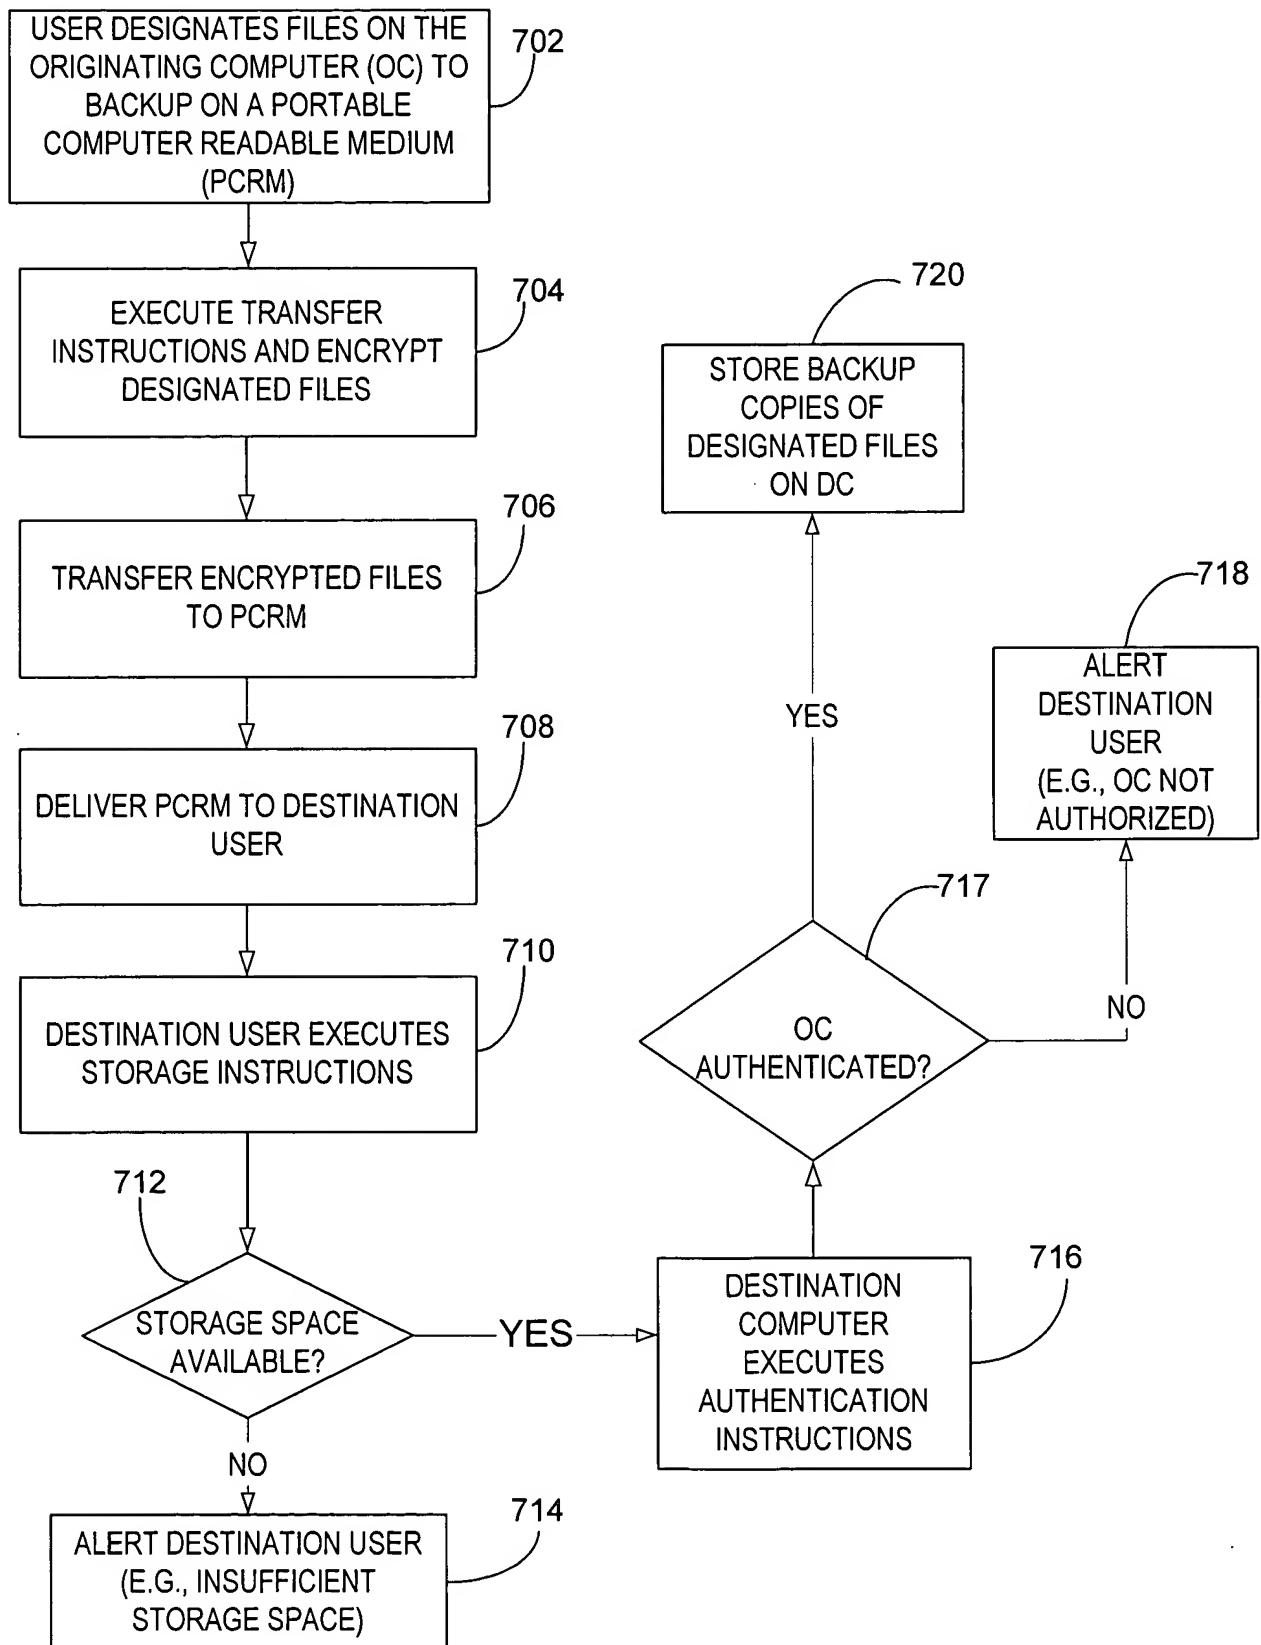 USER DESIGNATES FILES ON THE
ORIGINATING COMPUTER (OC) TO
BACKUP ON A PORTABLE
COMPUTER READABLE MEDIUM
(PCRM)
702
EXECUTE TRANSFER
INSTRUCTIONS AND ENCRYPT
DESIGNATED FILES
704
TRANSFER ENCRYPTED FILES
TO PCRM
706
DELIVER PCRM TO DESTINATION
USER
708
DESTINATION USER EXECUTES
STORAGE INSTRUCTIONS
710
712
STORAGE SPACE
AVAILABLE?
YES
NO
ALERT DESTINATION USER
(E.G., INSUFFICIENT
STORAGE SPACE)
714
DESTINATION
COMPUTER
EXECUTES
AUTHENTICATION
INSTRUCTIONS
716
OC
AUTHENTICATED?
717
NO
ALERT
DESTINATION
USER
(E.G., OC NOT
AUTHORIZED)
718
YES
STORE BACKUP
COPIES OF
DESIGNATED FILES
ON DC
720